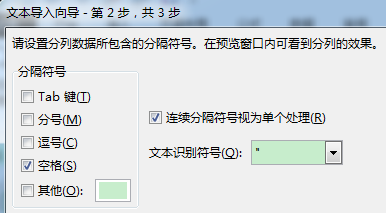 文本导入向导 - 第 2 步，共 3 步
请设置分列数据所包含的分隔符号。在预览窗口内可看到分列的效果。
分隔符号
Tab 键(T)
分号(M)
连续分隔符号视为单个处理(R)
逗号(C)
空格(S)
文本识别符号(Q): "
其他(O):